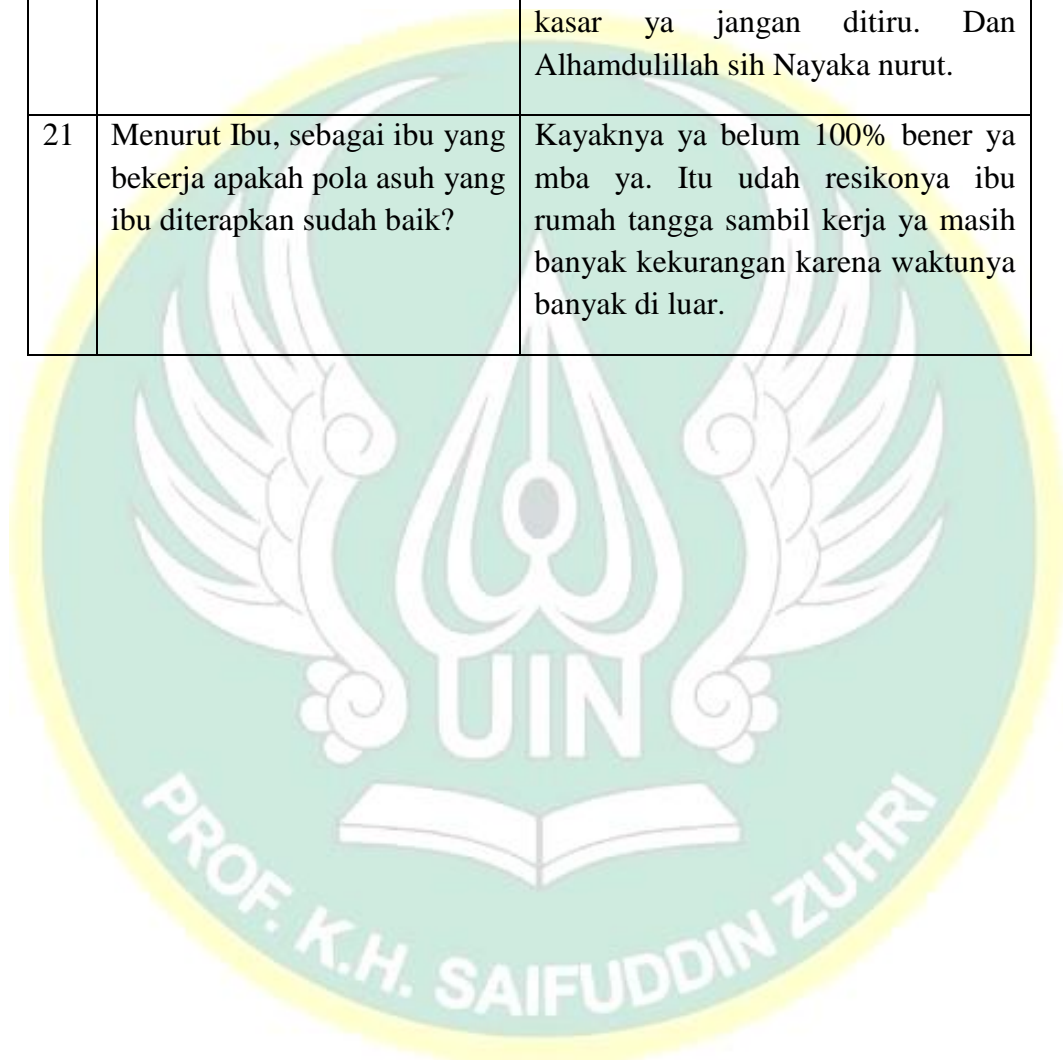 kasar ya jangan ditiru. Dan
Alhamdulillah sih Nayaka nurut.
21
Menurut Ibu, sebagai ibu yang
bekerja apakah pola asuh yang
ibu diterapkan sudah baik?
Kayaknya ya belum 100% bener ya
mba ya. Itu udah resikonya ibu
rumah tangga sambil kerja ya masih
banyak kekurangan karena waktunya
banyak di luar.
UIN
PROF. K.H. SAIFUDDIN ZUHRI